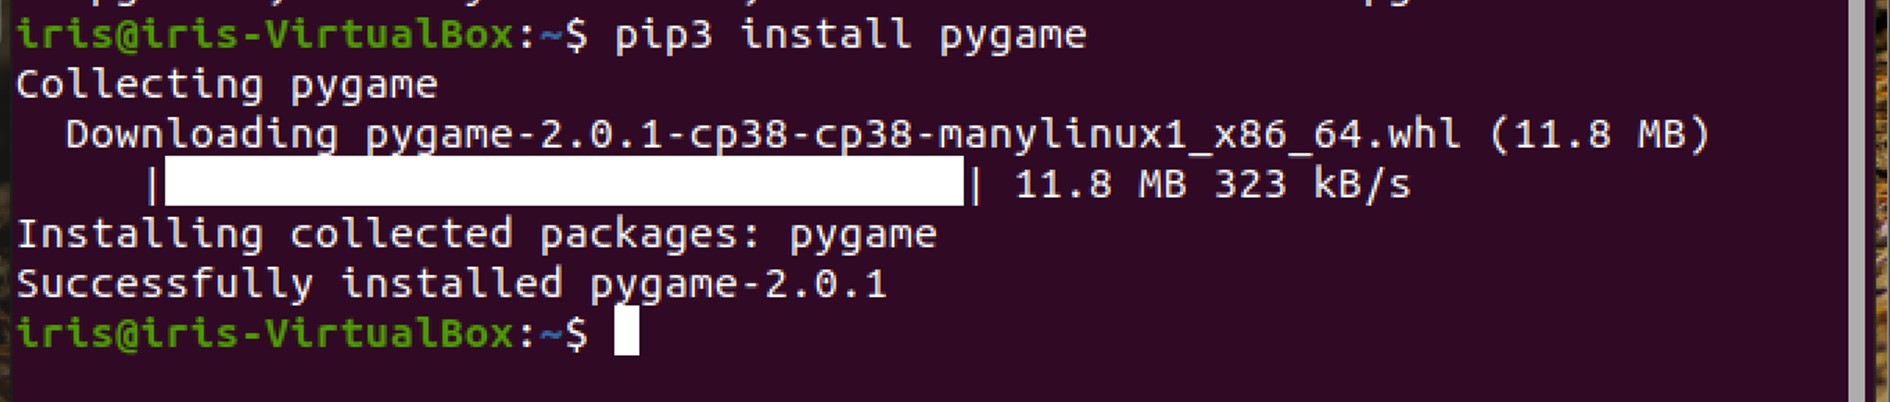 iris@iris-VirtualBox:~$ pip3 install pygame
Collecting pygame
  Downloading pygame-2.0.1-cp38-cp38-manylinux1_x86_64.whl (11.8 MB)
     |████████████████████████████████| 11.8 MB 323 kB/s
Installing collected packages: pygame
Successfully installed pygame-2.0.1
iris@iris-VirtualBox:~$